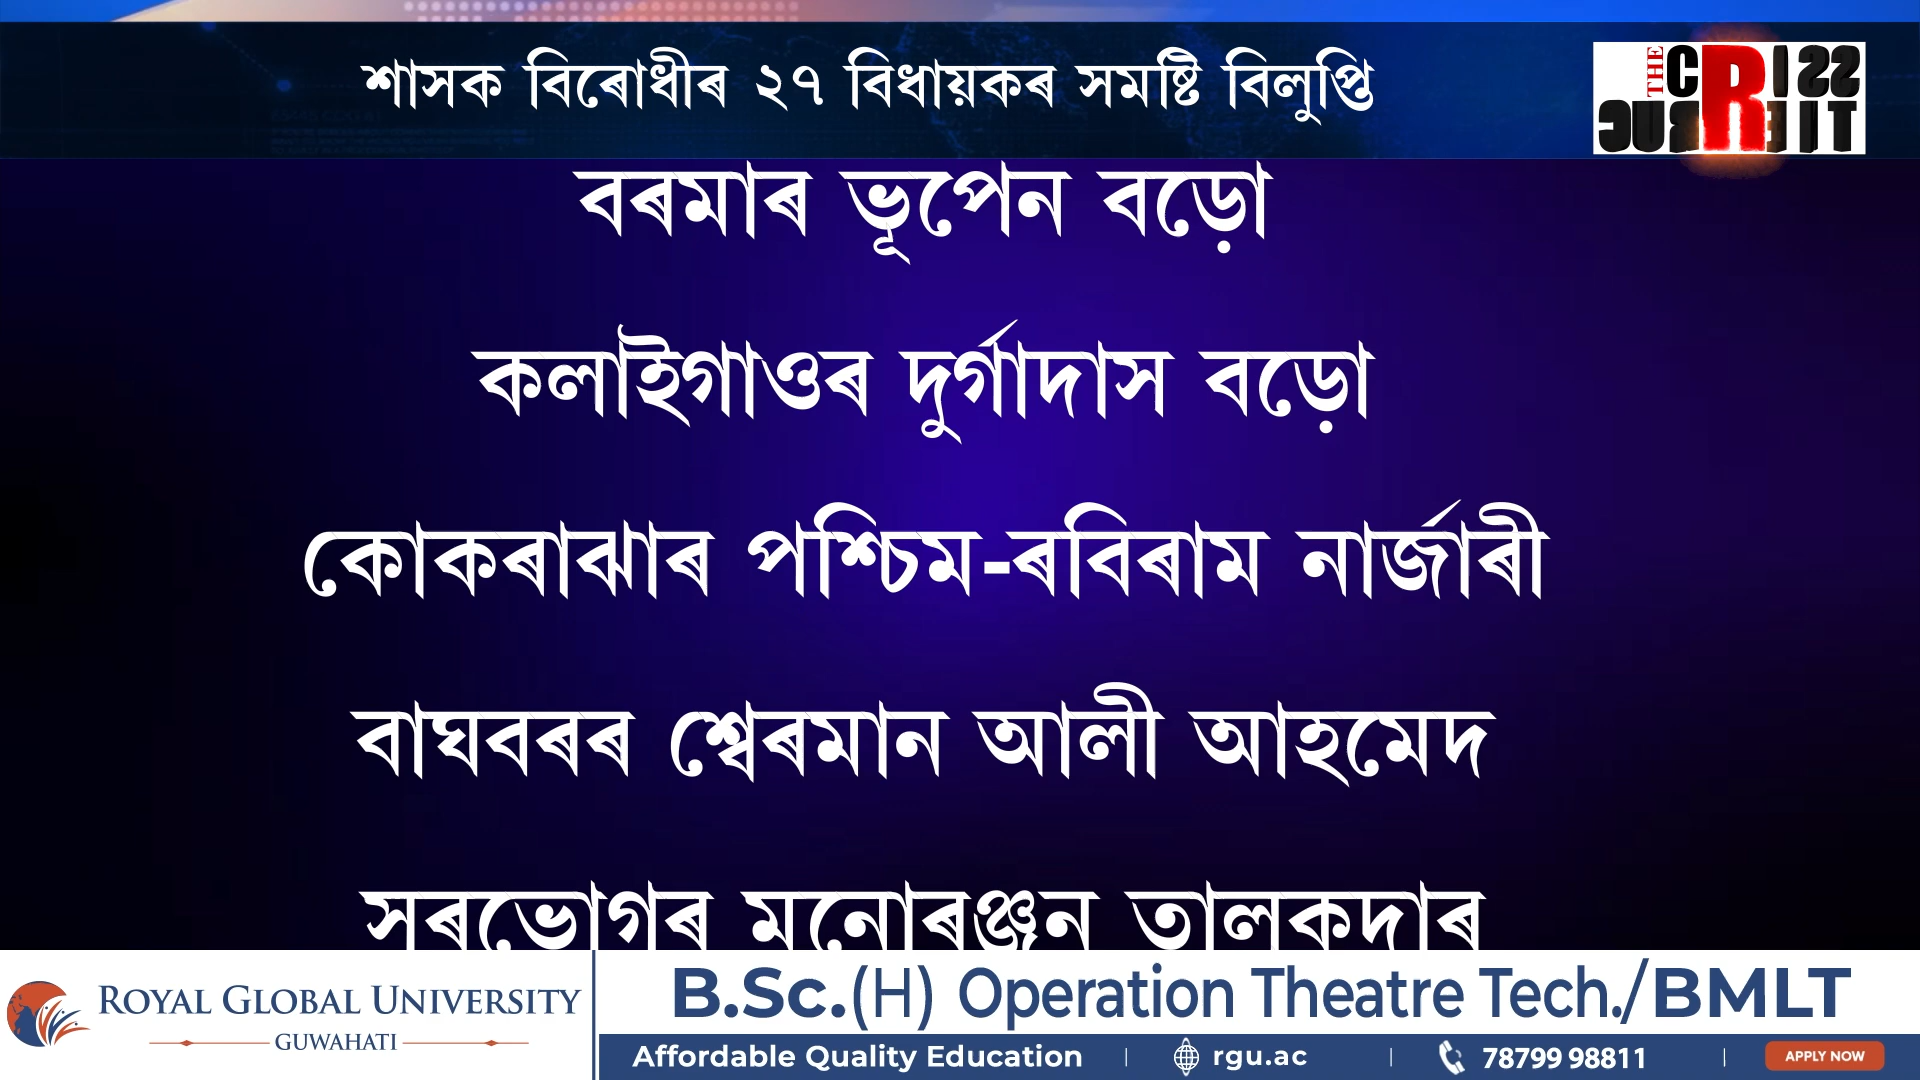 শাসক বিৰোধীৰ ২৭ বিধায়কৰ সমষ্টি বিলুপ্তি
THE CRISS
CURRENT
বৰমাৰ ভূপেন বড়ো
কলাইগাওৰ দুৰ্গাদাস বড়ো
কোকৰাঝাৰ পশ্চিম-ৰবিৰাম নাৰ্জাৰী
বাঘবৰৰ শ্বেৰমান আলী আহমেদ
সৰভোগৰ মনোৰঞ্জন তালুকদাৰ
ROYAL GLOBAL UNIVERSITY
GUWAHATI
B.Sc.(H) Operation Theatre Tech./BMLT
Affordable Quality Education | rgu.ac | 78799 98811 | APPLY NOW